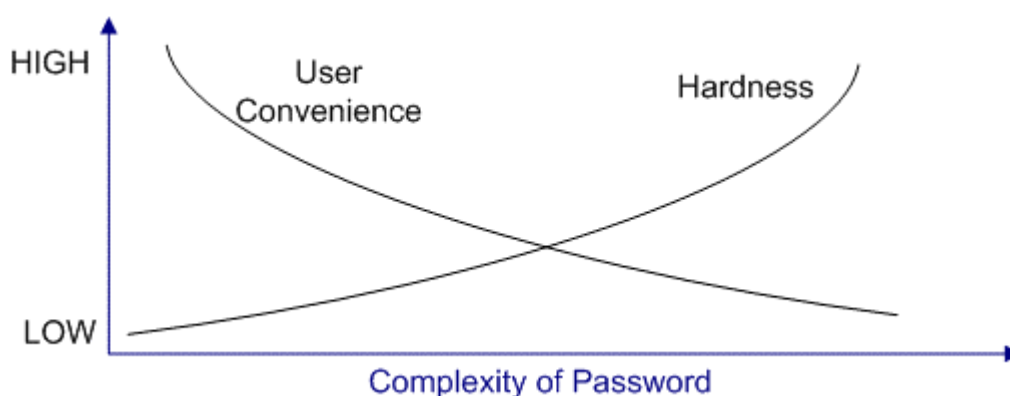 HIGH
User
Convenience
Hardness
LOW
Complexity of Password